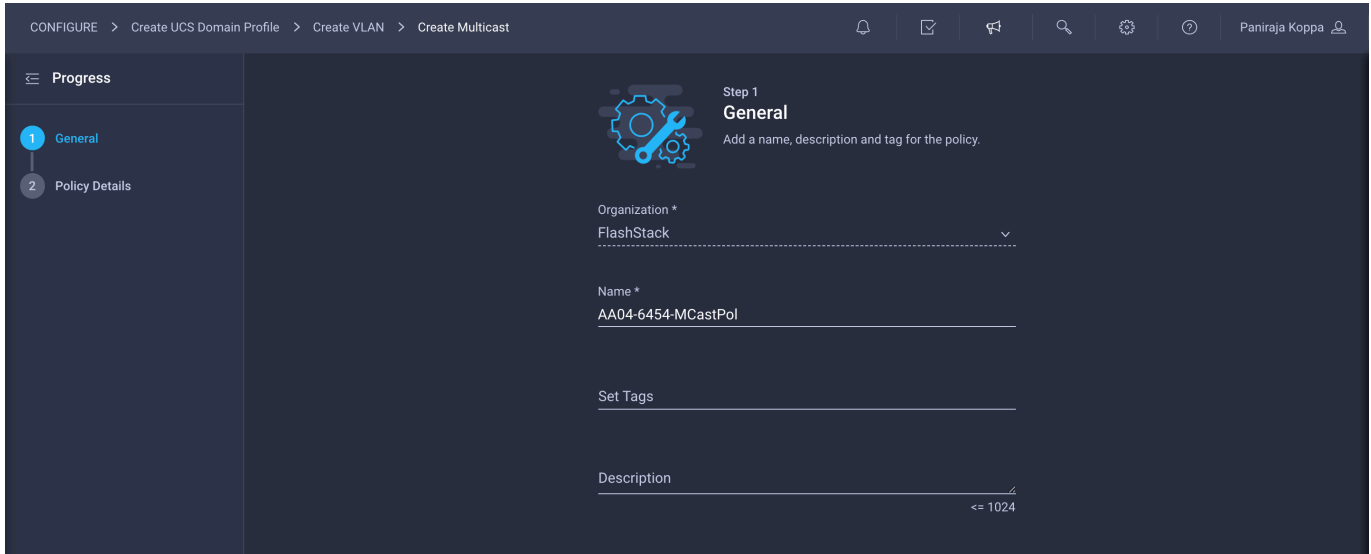 CONFIGURE > Create UCS Domain Profile > Create VLAN > Create Multicast
Paniraja Koppa
Progress
1 General
2 Policy Details
Step 1
General
Add a name, description and tag for the policy.
Organization *
FlashStack
Name *
AA04-6454-MCastPol
Set Tags
Description
<= 1024